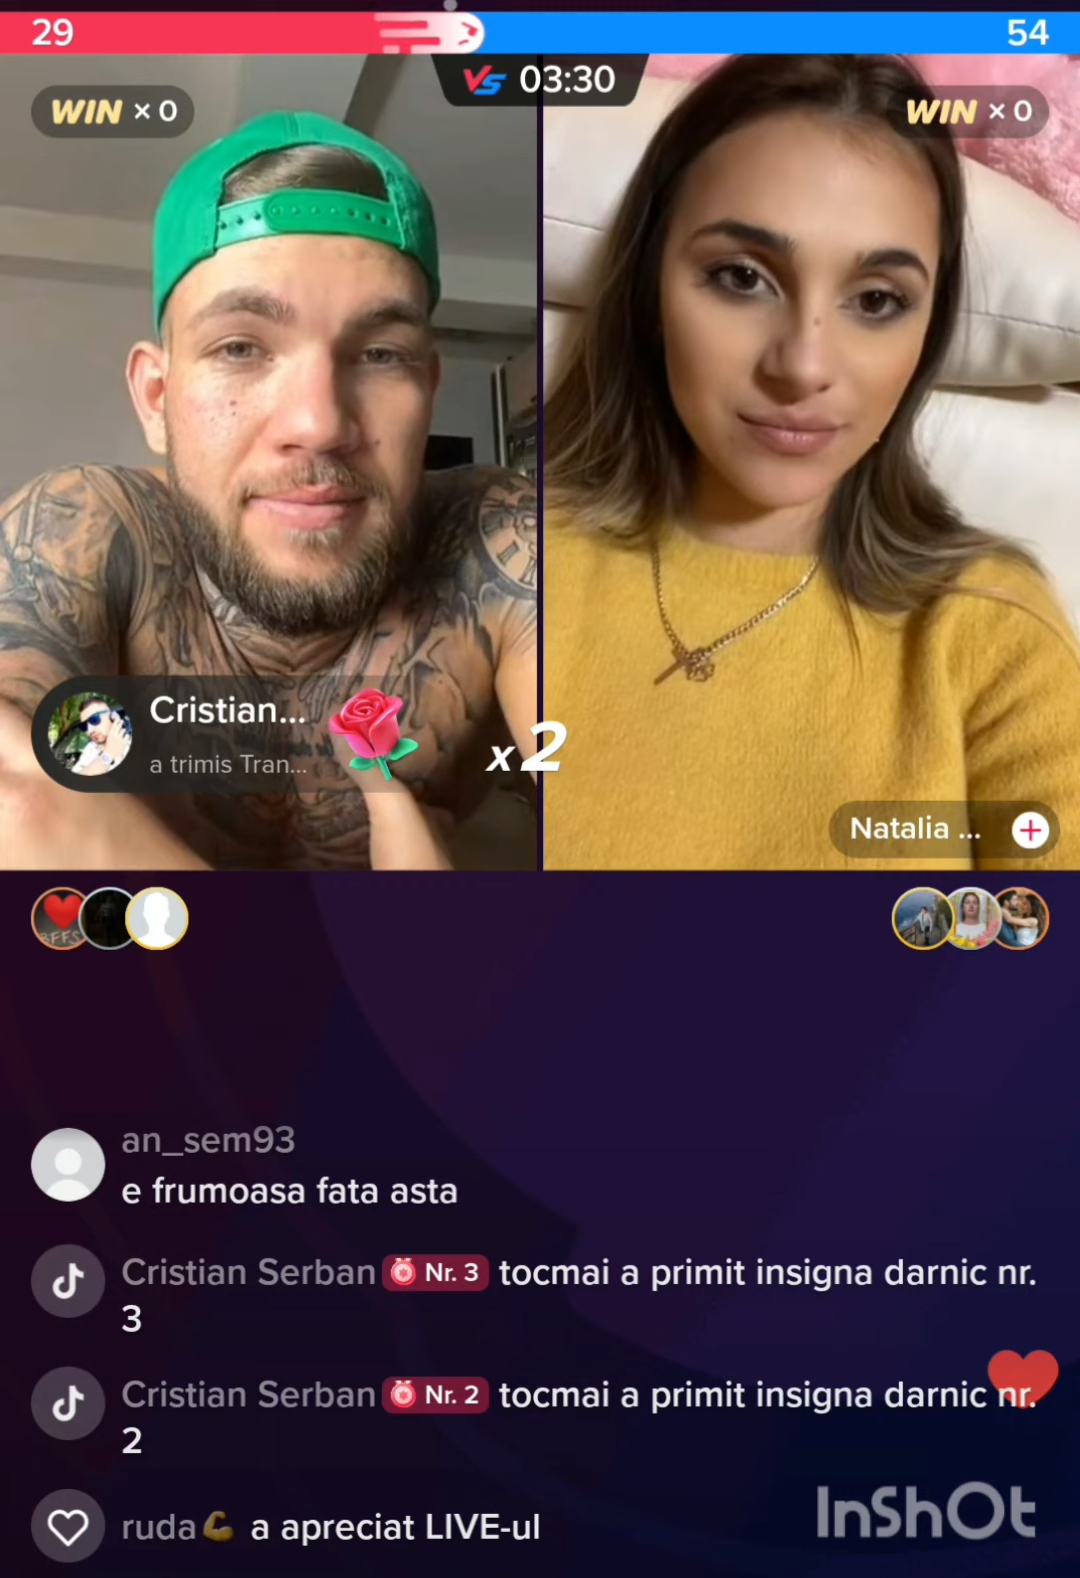 29
54
VS 03:30
WIN × 0
WIN × 0
Cristian...
a trimis Tran...
x2
Natalia ...
BFFS
an_sem93
e frumoasa fata asta
Cristian Serban Nr. 3 tocmai a primit insigna darnic nr.
3
Cristian Serban Nr. 2 tocmai a primit insigna darnic nr.
2
ruda💪 a apreciat LIVE-ul
InShOt